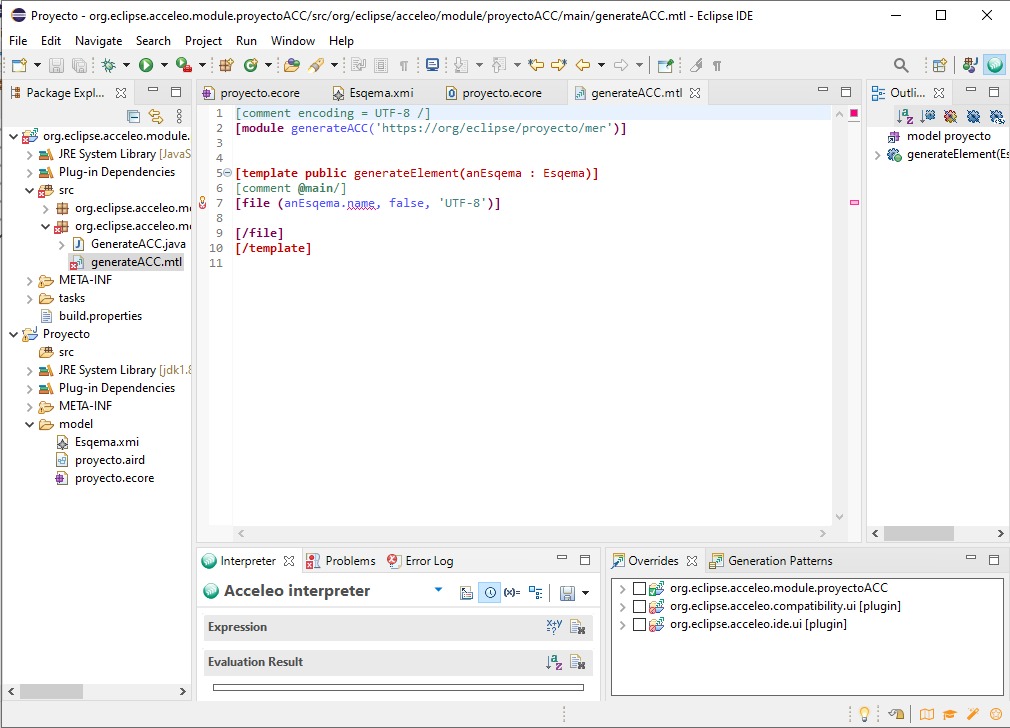 Proyecto - org.eclipse.acceleo.module.proyectoACC/src/org/eclipse/acceleo/module/proyectoACC/main/generateACC.mtl - Eclipse IDE
File Edit Navigate Search Project Run Window Help
Package Expl...
org.eclipse.acceleo.module.
JRE System Library [JavaS
Plug-in Dependencies
src
org.eclipse.acceleo.m
org.eclipse.acceleo.m
GenerateACC.java
generateACC.mtl
META-INF
tasks
build.properties
Proyecto
src
JRE System Library [jdk1.8
Plug-in Dependencies
META-INF
model
Esqema.xmi
proyecto.aird
proyecto.ecore
proyecto.ecore Esqema.xmi proyecto.ecore generateACC.mtl
1 [comment encoding = UTF-8 /]
2 [module generateACC('https://org/eclipse/proyecto/mer')]
3
4
5 [template public generateElement(anEsqema : Esqema)]
6 [comment @main/]
7 [file (anEsqema.name, false, 'UTF-8')]
8
9 [/file]
10 [/template]
11
Outli...
model proyecto
generateElement(Es
Interpreter Problems Error Log
Acceleo interpreter
(x)=
Expression
x+y
=?
Evaluation Result
Overrides Generation Patterns
org.eclipse.acceleo.module.proyectoACC
org.eclipse.acceleo.compatibility.ui [plugin]
org.eclipse.acceleo.ide.ui [plugin]